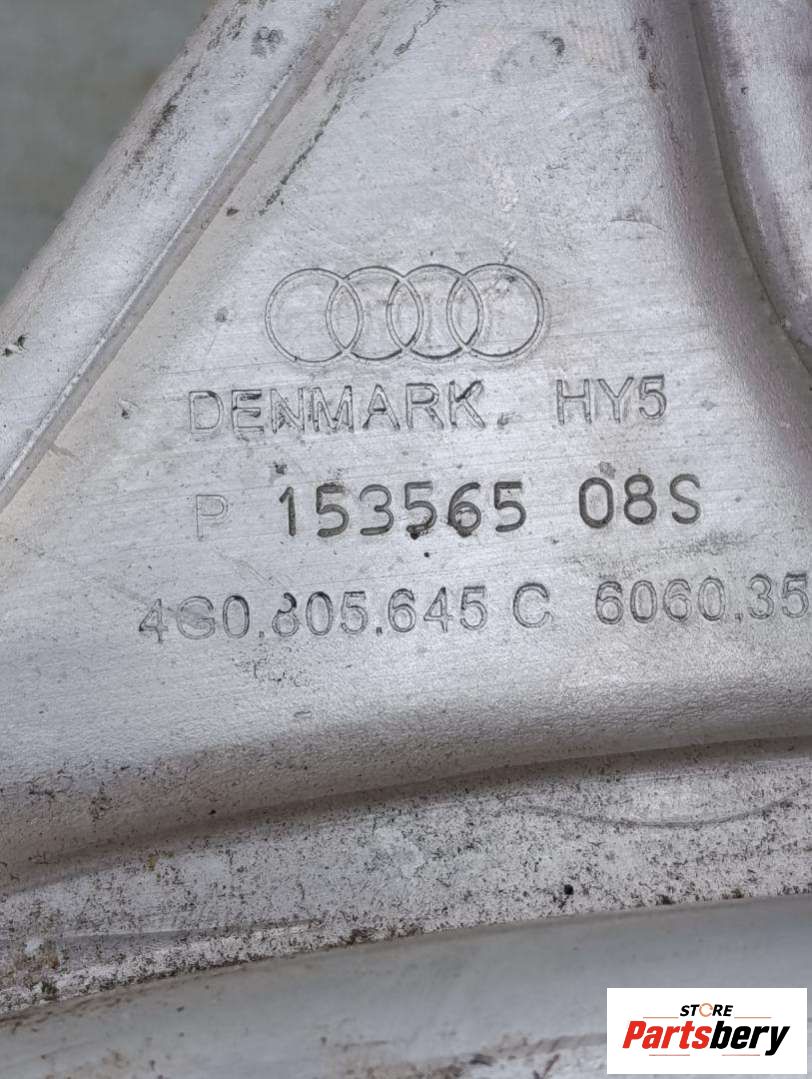 DENMARK. HY5
P 153565 08S
4G0.805.645 C 6060.35
STORE
Partsbery